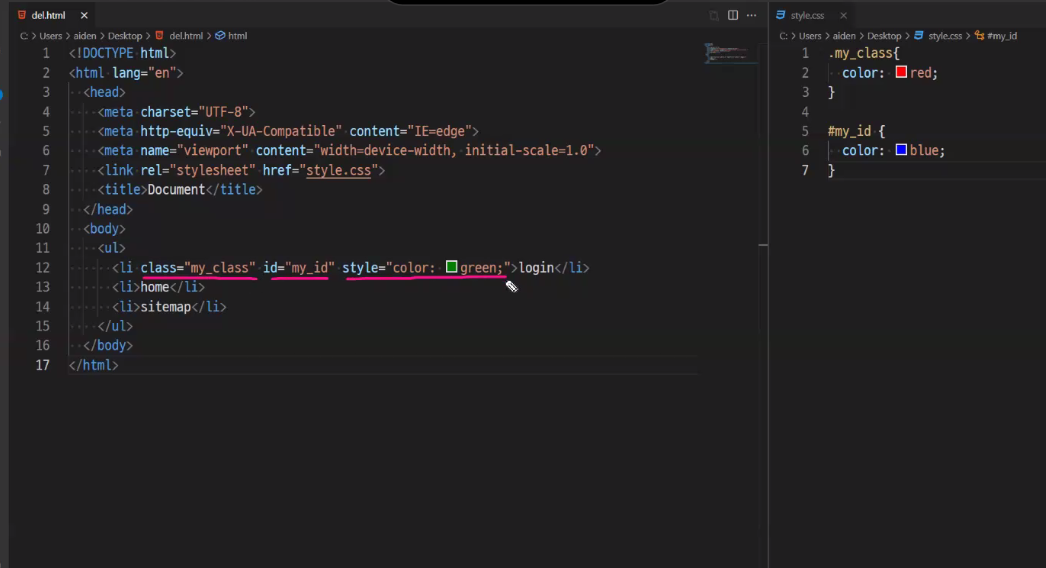 del.html
C: > Users > aiden > Desktop > del.html > html
1 <!DOCTYPE html>
2 <html lang="en">
3 <head>
4 <meta charset="UTF-8">
5 <meta http-equiv="X-UA-Compatible" content="IE=edge">
6 <meta name="viewport" content="width=device-width, initial-scale=1.0">
7 <link rel="stylesheet" href="style.css">
8 <title>Document</title>
9 </head>
10 <body>
11 <ul>
12 <li class="my_class" id="my_id" style="color: green;">login</li>
13 <li>home</li>
14 <li>sitemap</li>
15 </ul>
16 </body>
17 </html>
style.css
C: > Users > aiden > Desktop > style.css > #my_id
1 .my_class{
2 color: red;
3 }
4
5 #my_id {
6 color: blue;
7 }